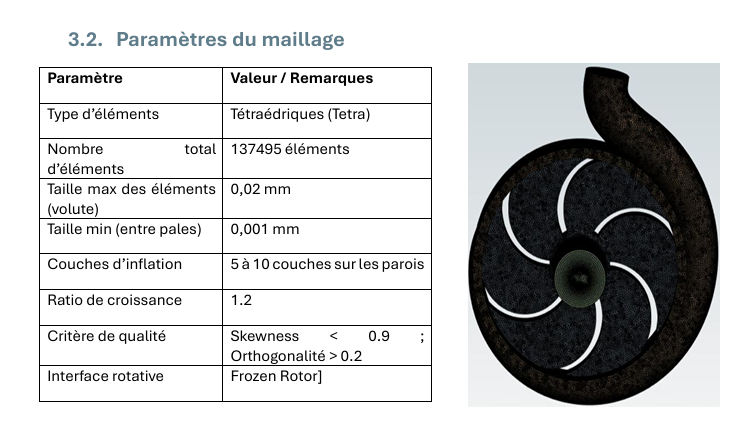 3.2. Paramètres du maillage
Paramètre Valeur / Remarques
Type d'éléments Tétraédriques (Tetra)
Nombre total 137495 éléments
d'éléments
Taille max des éléments 0,02 mm
(volute)
Taille min (entre pales) 0,001 mm
Couches d'inflation 5 à 10 couches sur les parois
Ratio de croissance 1.2
Critère de qualité Skewness < 0.9 ;
Orthogonalité > 0.2
Interface rotative Frozen Rotor]